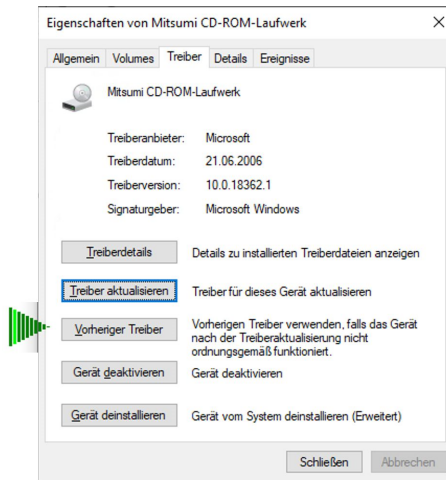 Eigenschaften von Mitsumi CD-ROM-Laufwerk
Allgemein Volumes Treiber Details Ereignisse
Mitsumi CD-ROM-Laufwerk
Treiberanbieter: Microsoft
Treiberdatum: 21.06.2006
Treiberversion: 10.0.18362.1
Signaturgeber: Microsoft Windows
Treiberdetails Details zu installierten Treiberdateien anzeigen
Treiber aktualisieren Treiber für dieses Gerät aktualisieren
Vorheriger Treiber Vorherigen Treiber verwenden, falls das Gerät
nach der Treiberaktualisierung nicht
ordnungsgemäß funktioniert.
Gerät deaktivieren Gerät deaktivieren
Gerät deinstallieren Gerät vom System deinstallieren (Erweitert)
Schließen Abbrechen